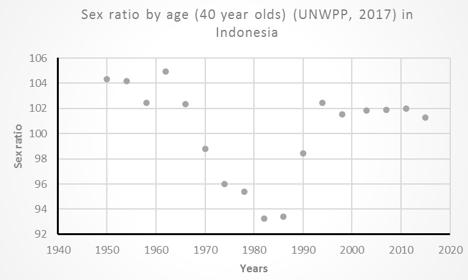 Sex ratio by age (40 year olds) (UNWPP, 2017) in
Indonesia
106
104
102
100
98
96
94
92
Sex ratio
1940 1950 1960 1970 1980 1990 2000 2010 2020
Years